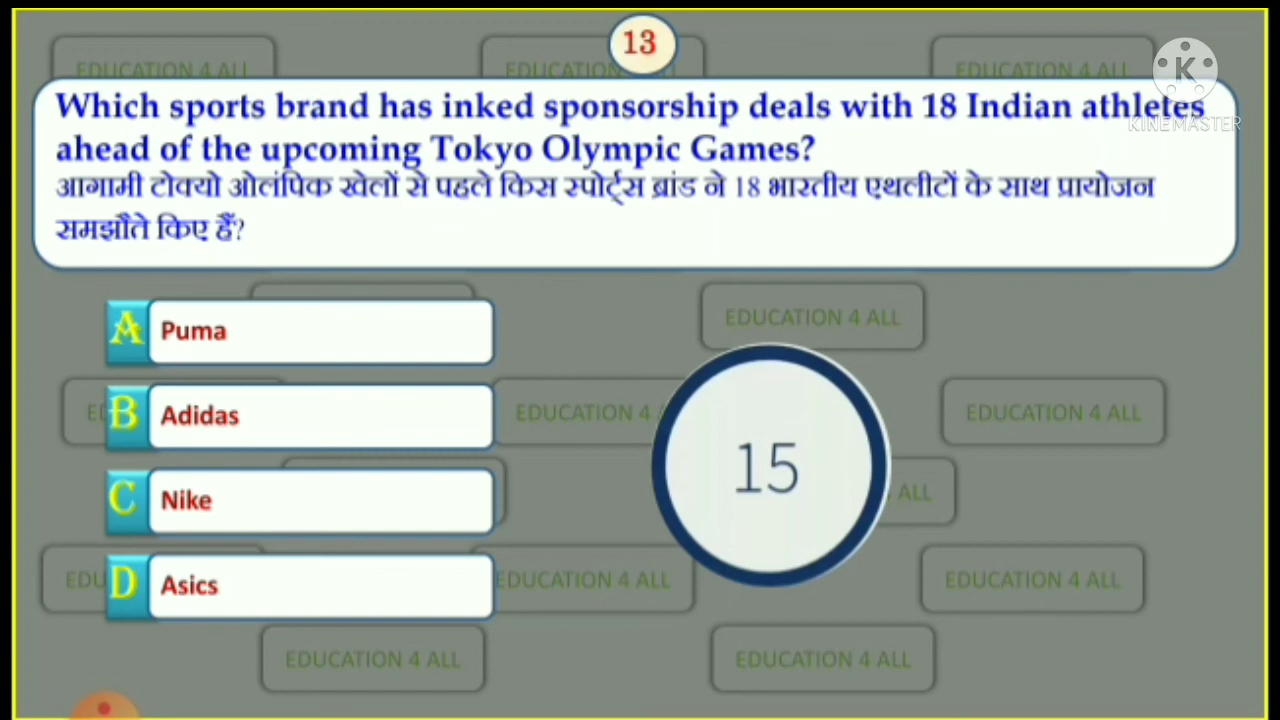 13
EDUCATION 4 ALL
EDUCATION
EDUCATION 4 ALL
K
KINEMASTER
Which sports brand has inked sponsorship deals with 18 Indian athletes
ahead of the upcoming Tokyo Olympic Games?
आगामी टोक्यो ओलंपिक खेलों से पहले किस स्पोर्ट्स ब्रांड ने 18 भारतीय एथलीटों के साथ प्रायोजन
समझौते किए हैं?
A Puma
EDUCATION 4 ALL
B Adidas
EDUCATION 4
EDUCATION 4 ALL
15
C Nike
ALL
D Asics
EDUCATION 4 ALL
EDUCATION 4 ALL
EDUCATION 4 ALL
EDUCATION 4 ALL